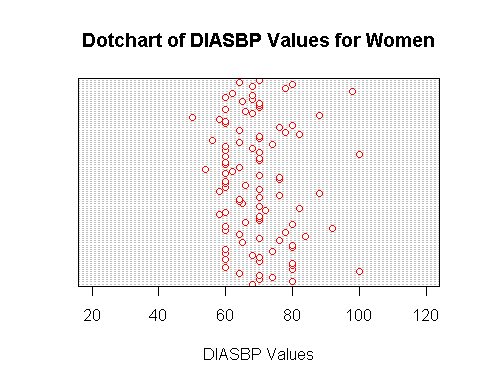 Dotchart of DIASBP Values for Women
20 40 60 80 100 120
DIASBP Values